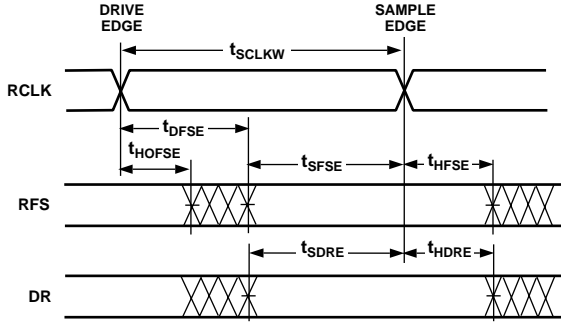 DRIVE
EDGE
SAMPLE
EDGE
tSCLKW
RCLK
tDFSE
tHOFSE
tSFSE
tHFSE
RFS
tSDRE
tHDRE
DR